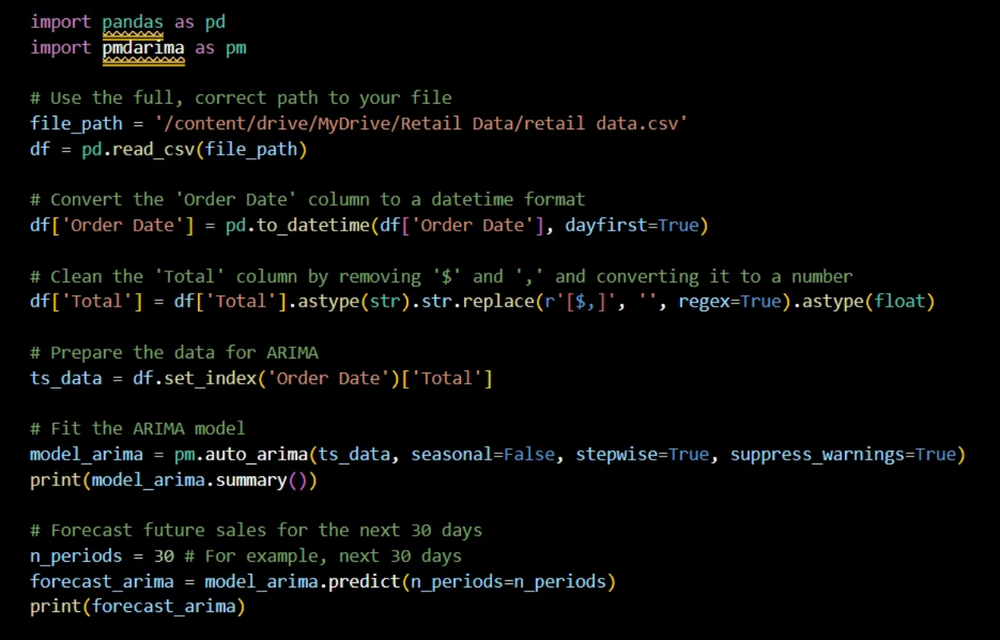 import pandas as pd
import pmdarima as pm
# Use the full, correct path to your file
file_path = '/content/drive/MyDrive/Retail Data/retail data.csv'
df = pd.read_csv(file_path)
# Convert the 'Order Date' column to a datetime format
df['Order Date'] = pd.to_datetime(df['Order Date'], dayfirst=True)
# Clean the 'Total' column by removing '$' and ',' and converting it to a number
df['Total'] = df['Total'].astype(str).str.replace(r'[$,]', '', regex=True).astype(float)
# Prepare the data for ARIMA
ts_data = df.set_index('Order Date')['Total']
# Fit the ARIMA model
model_arima = pm.auto_arima(ts_data, seasonal=False, stepwise=True, suppress_warnings=True)
print(model_arima.summary())
# Forecast future sales for the next 30 days
n_periods = 30 # For example, next 30 days
forecast_arima = model_arima.predict(n_periods=n_periods)
print(forecast_arima)